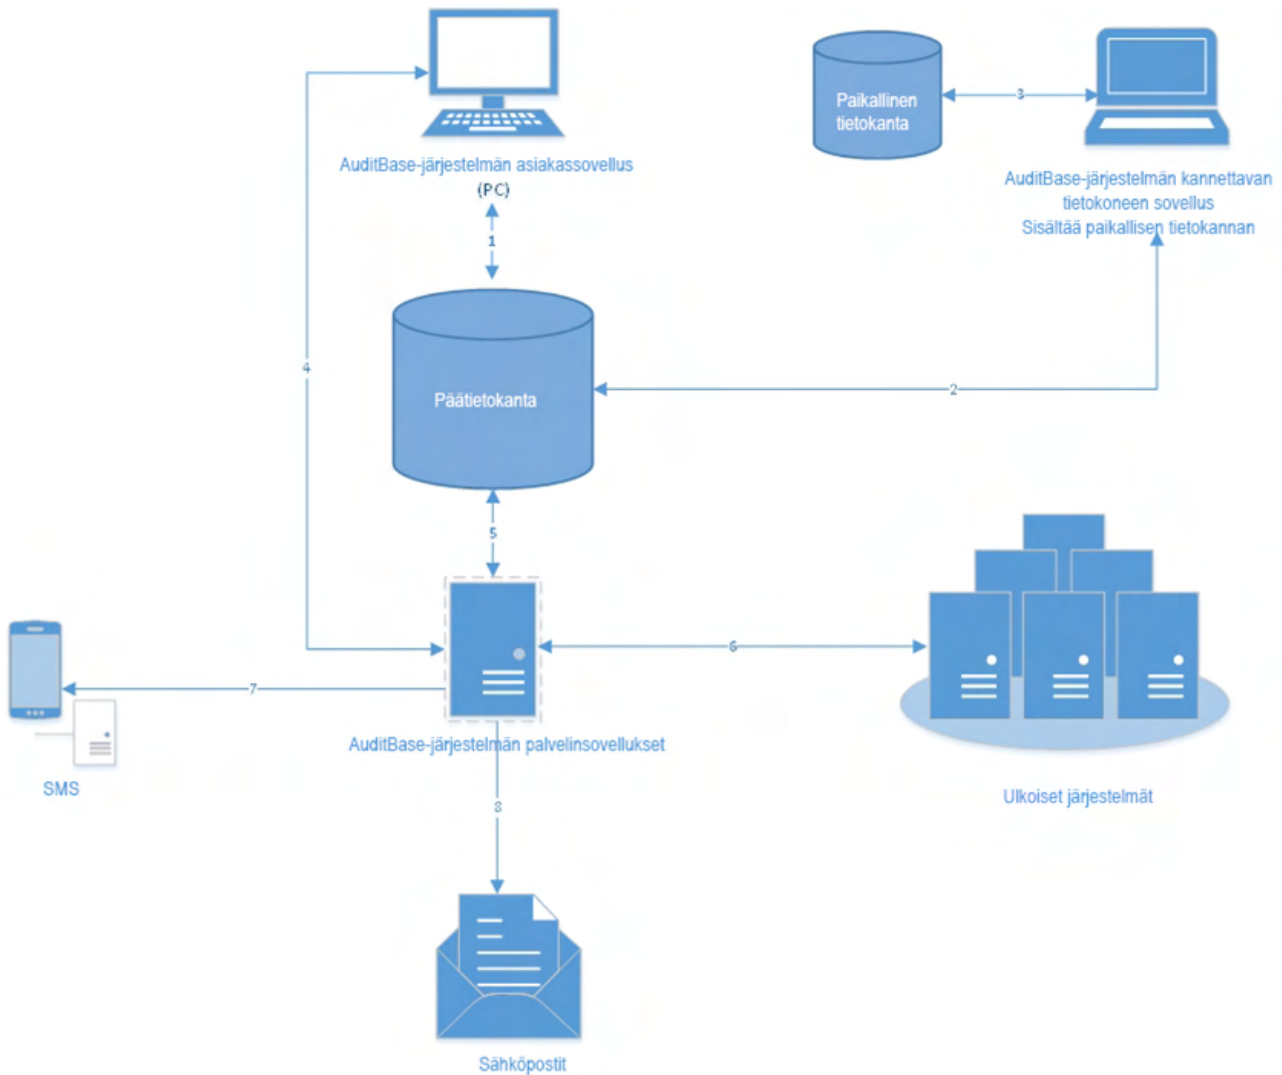 AuditBase-järjestelmän asiakassovellus
(PC)
Paikallinen
tietokanta
3
AuditBase-järjestelmän kannettavan
tietokoneen sovellus
Sisältää paikallisen tietokannan
1
4
Päätietokanta
2
5
6
7
AuditBase-järjestelmän palvelinsovellukset
SMS
Ulkoiset järjestelmät
8
Sähköpostit